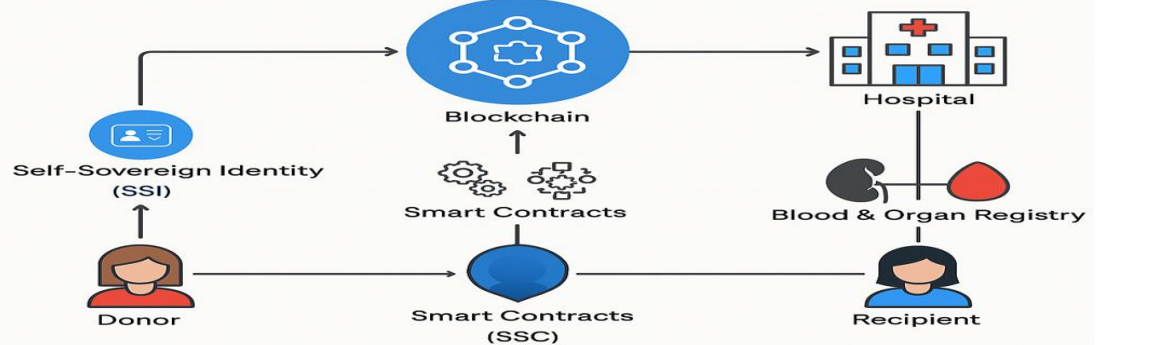 Blockchain
Hospital
Self-Sovereign Identity
(SSI)
Smart Contracts
Blood & Organ Registry
Donor
Smart Contracts
(SSC)
Recipient